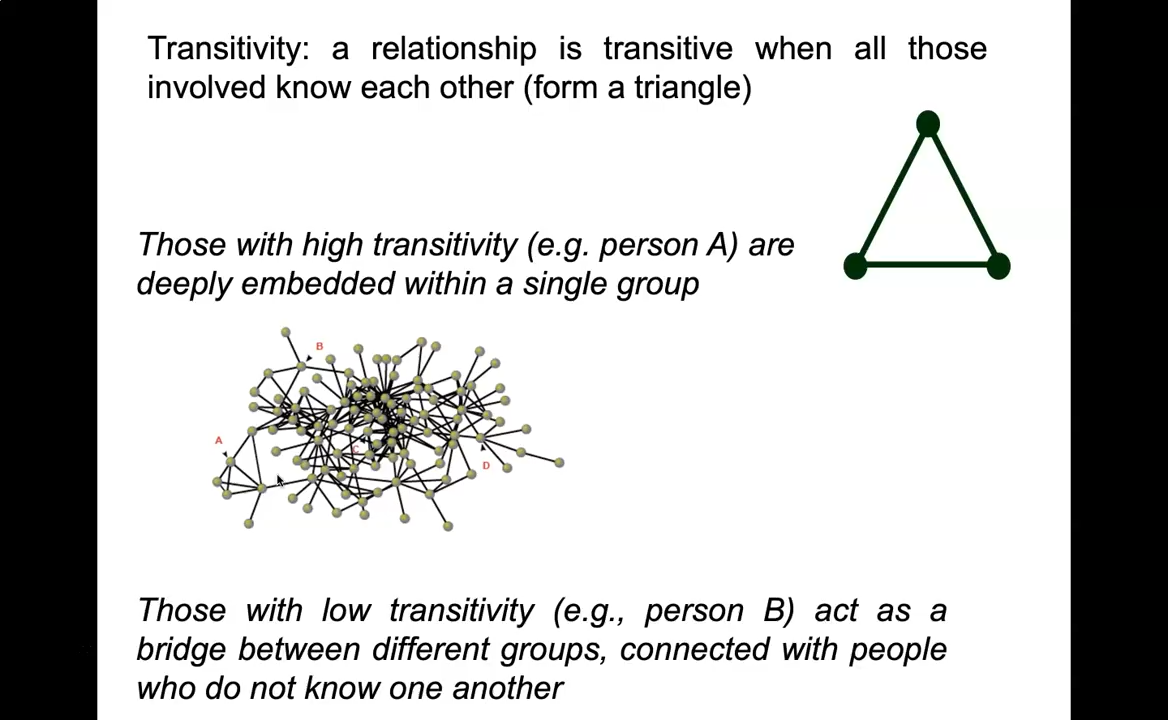 Transitivity: a relationship is transitive when all those
involved know each other (form a triangle)
Those with high transitivity (e.g. person A) are
deeply embedded within a single group
B
A
C
D
Those with low transitivity (e.g., person B) act as a
bridge between different groups, connected with people
who do not know one another